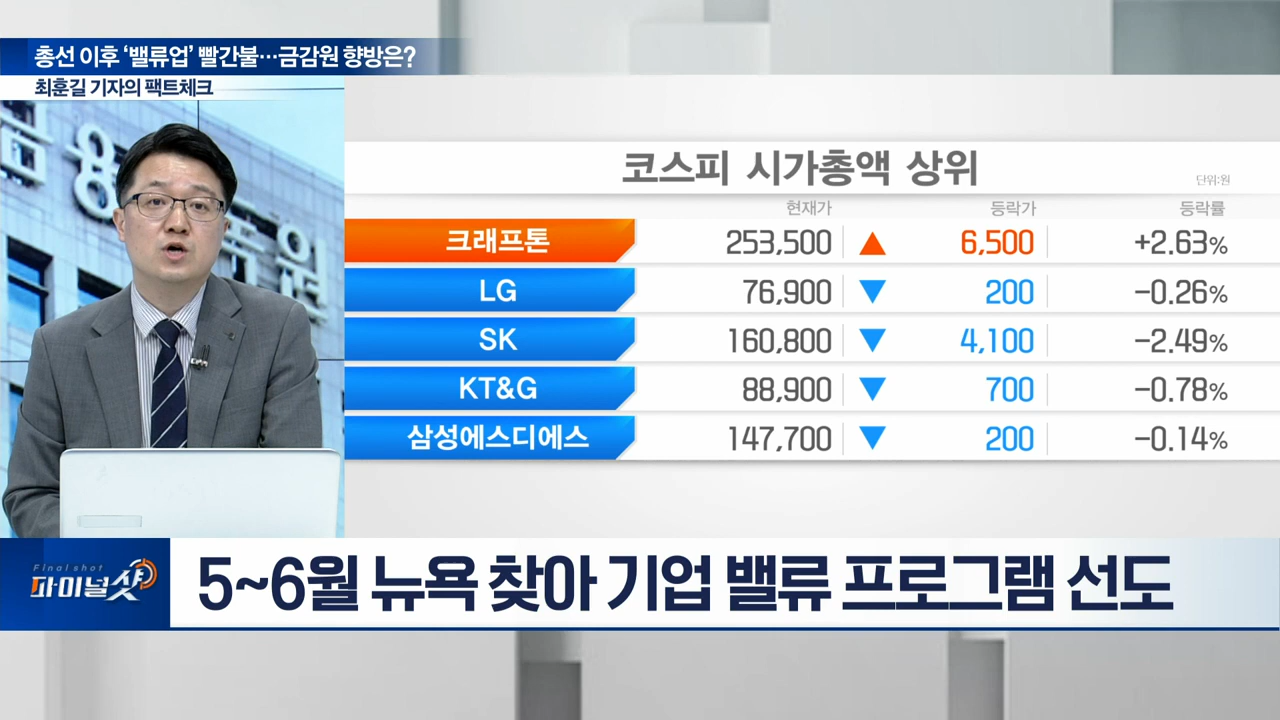 총선 이후 ‘밸류업’ 빨간불…금감원 향방은?
최훈길 기자의 팩트체크
금융
독원
코스피 시가총액 상위
단위:원
현재가 등락가 등락률
크래프톤 253,500 ▲ 6,500 +2.63%
LG 76,900 ▼ 200 -0.26%
SK 160,800 ▼ 4,100 -2.49%
KT&G 88,900 ▼ 700 -0.78%
삼성에스디에스 147,700 ▼ 200 -0.14%
Final shot
파이널샷
5~6월 뉴욕 찾아 기업 밸류 프로그램 선도